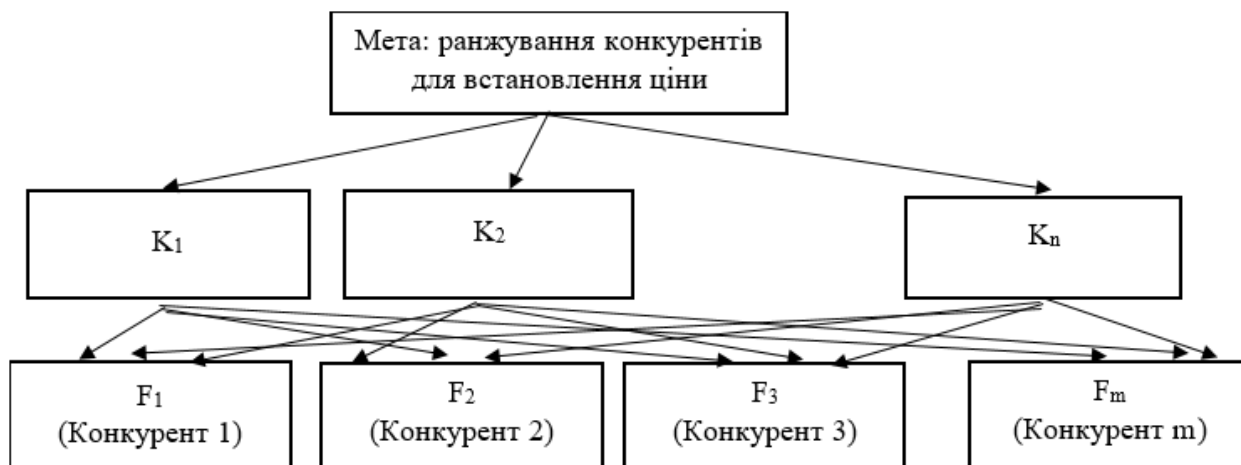 Мета: ранжування конкурентів
для встановлення ціни
K₁
K₂
Kₙ
F₁
(Конкурент 1)
F₂
(Конкурент 2)
F₃
(Конкурент 3)
Fₘ
(Конкурент m)